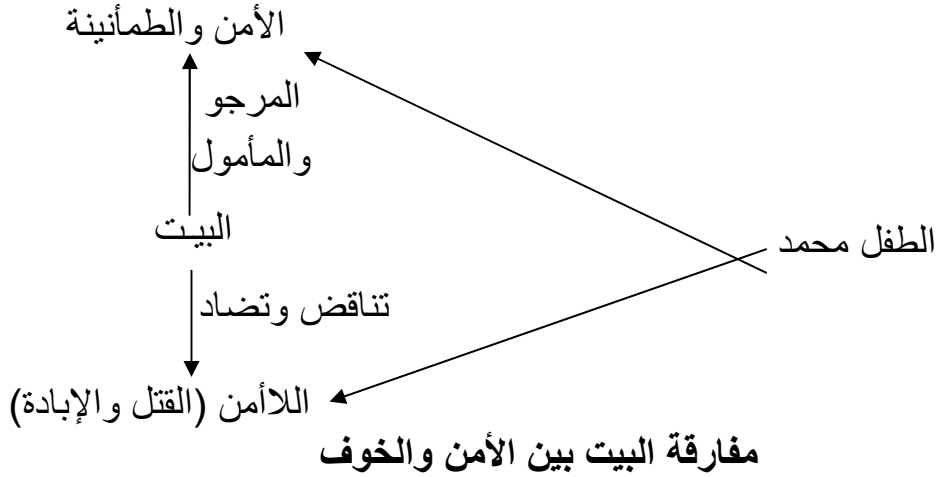 الأمن والطمأنينة
المرجو
والمأمول
البيت
الطفل محمد
تناقض وتضاد
اللاأمن (القتل والإبادة)
مفارقة البيت بين الأمن والخوف